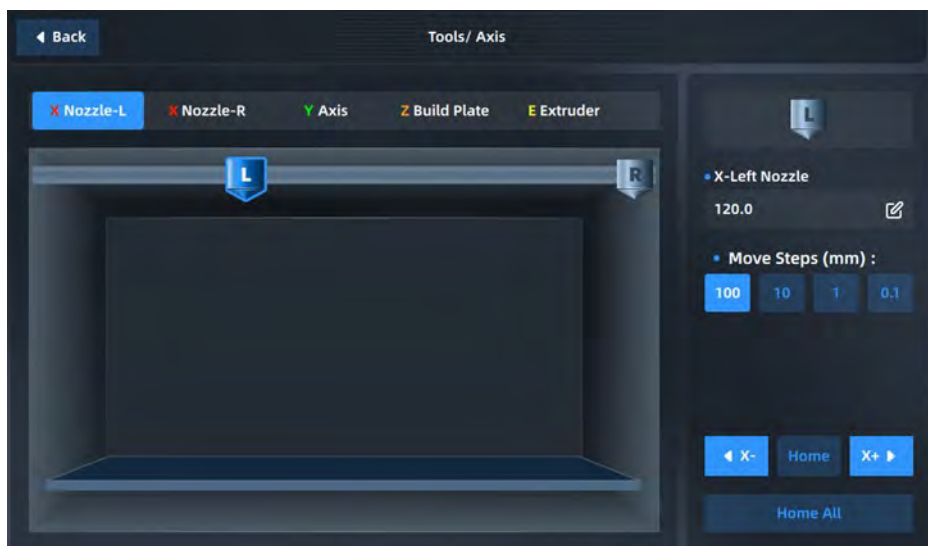 Back
Tools/ Axis
X Nozzle-L
X Nozzle-R
Y Axis
Z Build Plate
E Extruder
L
R
L
X-Left Nozzle
120.0
Move Steps (mm) :
100
10
1
0.1
X-
Home
X+
Home All